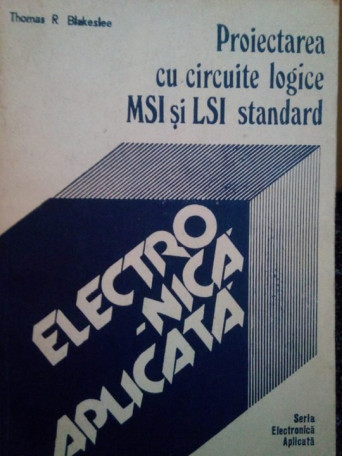 Thomas R Blakeslee
Proiectarea
cu circuite logice
MSI și LSI standard
ELECTRO
-NICĂ
APLICATĂ
Seria
Electronică
Aplicată